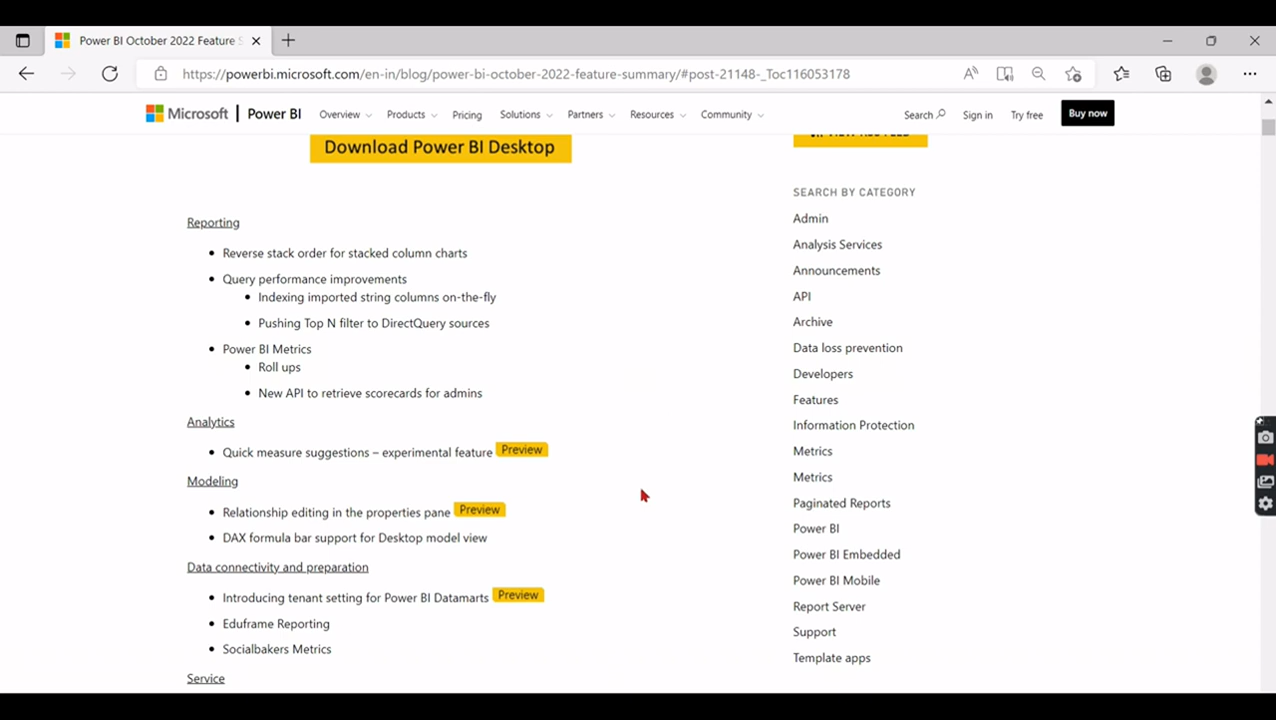 Power BI October 2022 Feature S
https://powerbi.microsoft.com/en-in/blog/power-bi-october-2022-feature-summary/#post-21148-_Toc116053178
Microsoft | Power BI Overview Products Pricing Solutions Partners Resources Community Search Sign in Try free Buy now
Download Power BI Desktop
VIEW RSS FEED
Reporting
Reverse stack order for stacked column charts
Query performance improvements
Indexing imported string columns on-the-fly
Pushing Top N filter to DirectQuery sources
Power BI Metrics
Roll ups
New API to retrieve scorecards for admins
Analytics
Quick measure suggestions – experimental feature Preview
Modeling
Relationship editing in the properties pane Preview
DAX formula bar support for Desktop model view
Data connectivity and preparation
Introducing tenant setting for Power BI Datamarts Preview
Eduframe Reporting
Socialbakers Metrics
Service
SEARCH BY CATEGORY
Admin
Analysis Services
Announcements
API
Archive
Data loss prevention
Developers
Features
Information Protection
Metrics
Metrics
Paginated Reports
Power BI
Power BI Embedded
Power BI Mobile
Report Server
Support
Template apps